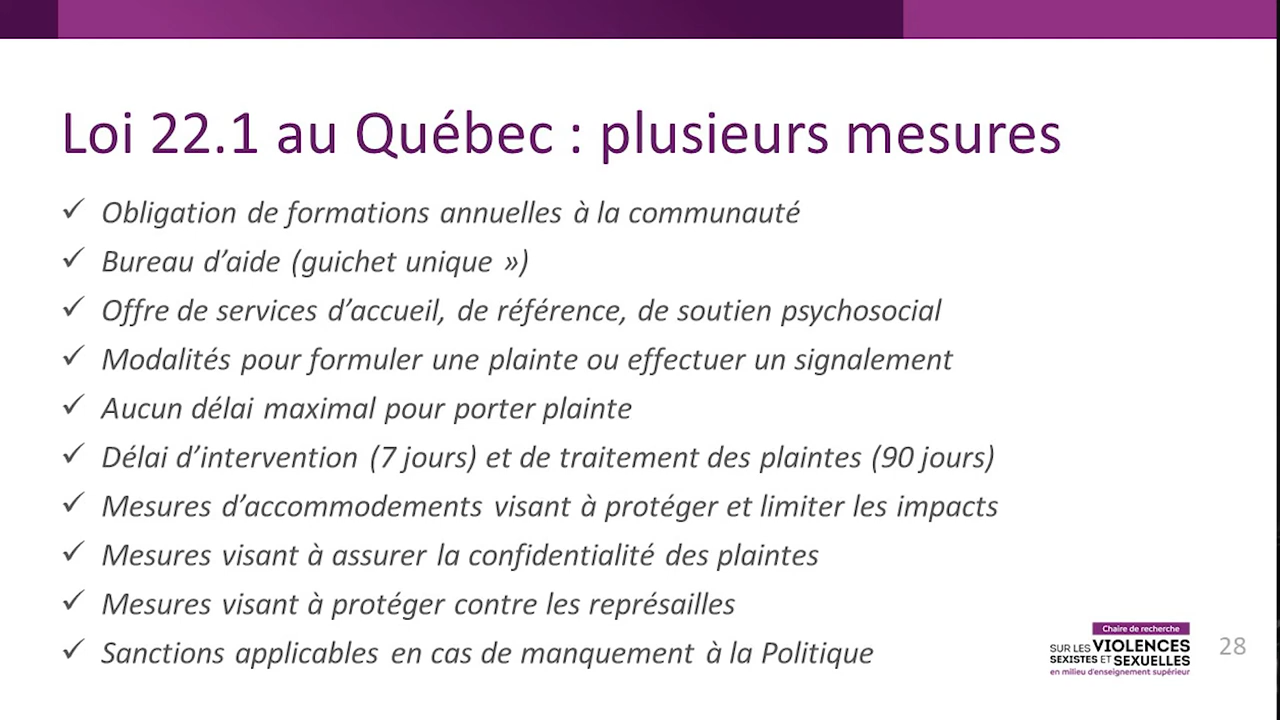 Loi 22.1 au Québec : plusieurs mesures
✓ Obligation de formations annuelles à la communauté
✓ Bureau d’aide (guichet unique »)
✓ Offre de services d’accueil, de référence, de soutien psychosocial
✓ Modalités pour formuler une plainte ou effectuer un signalement
✓ Aucun délai maximal pour porter plainte
✓ Délai d’intervention (7 jours) et de traitement des plaintes (90 jours)
✓ Mesures d’accommodements visant à protéger et limiter les impacts
✓ Mesures visant à assurer la confidentialité des plaintes
✓ Mesures visant à protéger contre les représailles
✓ Sanctions applicables en cas de manquement à la Politique
Chaire de recherche
SUR LES VIOLENCES
SEXISTES ET SEXUELLES
en milieu d'enseignement supérieur
28